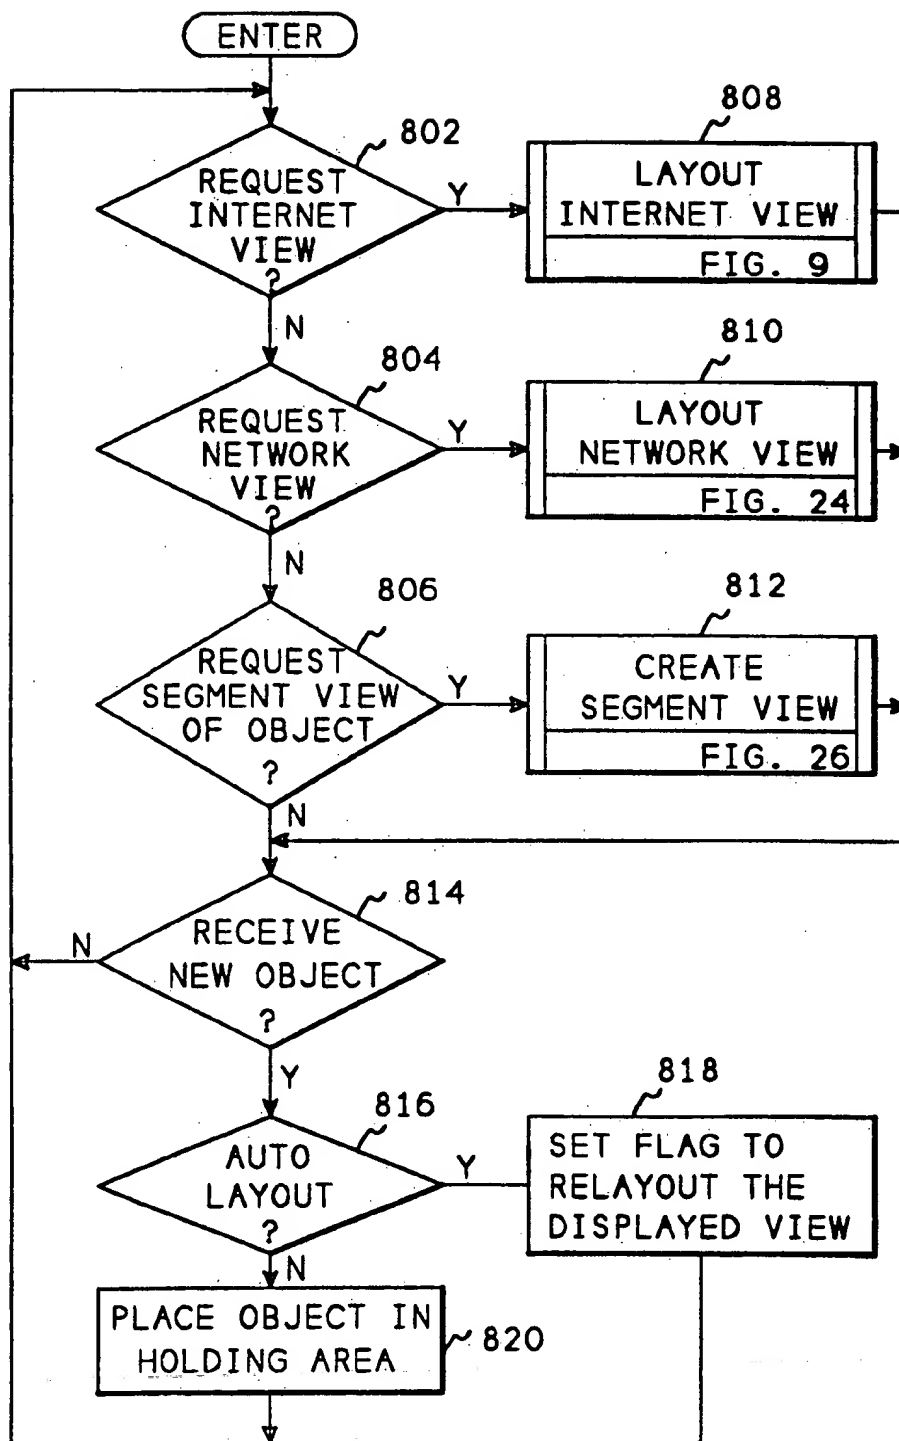 ENTER
802
REQUEST
INTERNET
VIEW
?
Y
N
808
LAYOUT
INTERNET VIEW
FIG. 9
804
REQUEST
NETWORK
VIEW
?
Y
N
810
LAYOUT
NETWORK VIEW
FIG. 24
806
REQUEST
SEGMENT VIEW
OF OBJECT
?
Y
N
812
CREATE
SEGMENT VIEW
FIG. 26
814
RECEIVE
NEW OBJECT
?
N
Y
816
AUTO
LAYOUT
?
Y
N
818
SET FLAG TO
RELAYOUT THE
DISPLAYED VIEW
PLACE OBJECT IN
HOLDING AREA
820